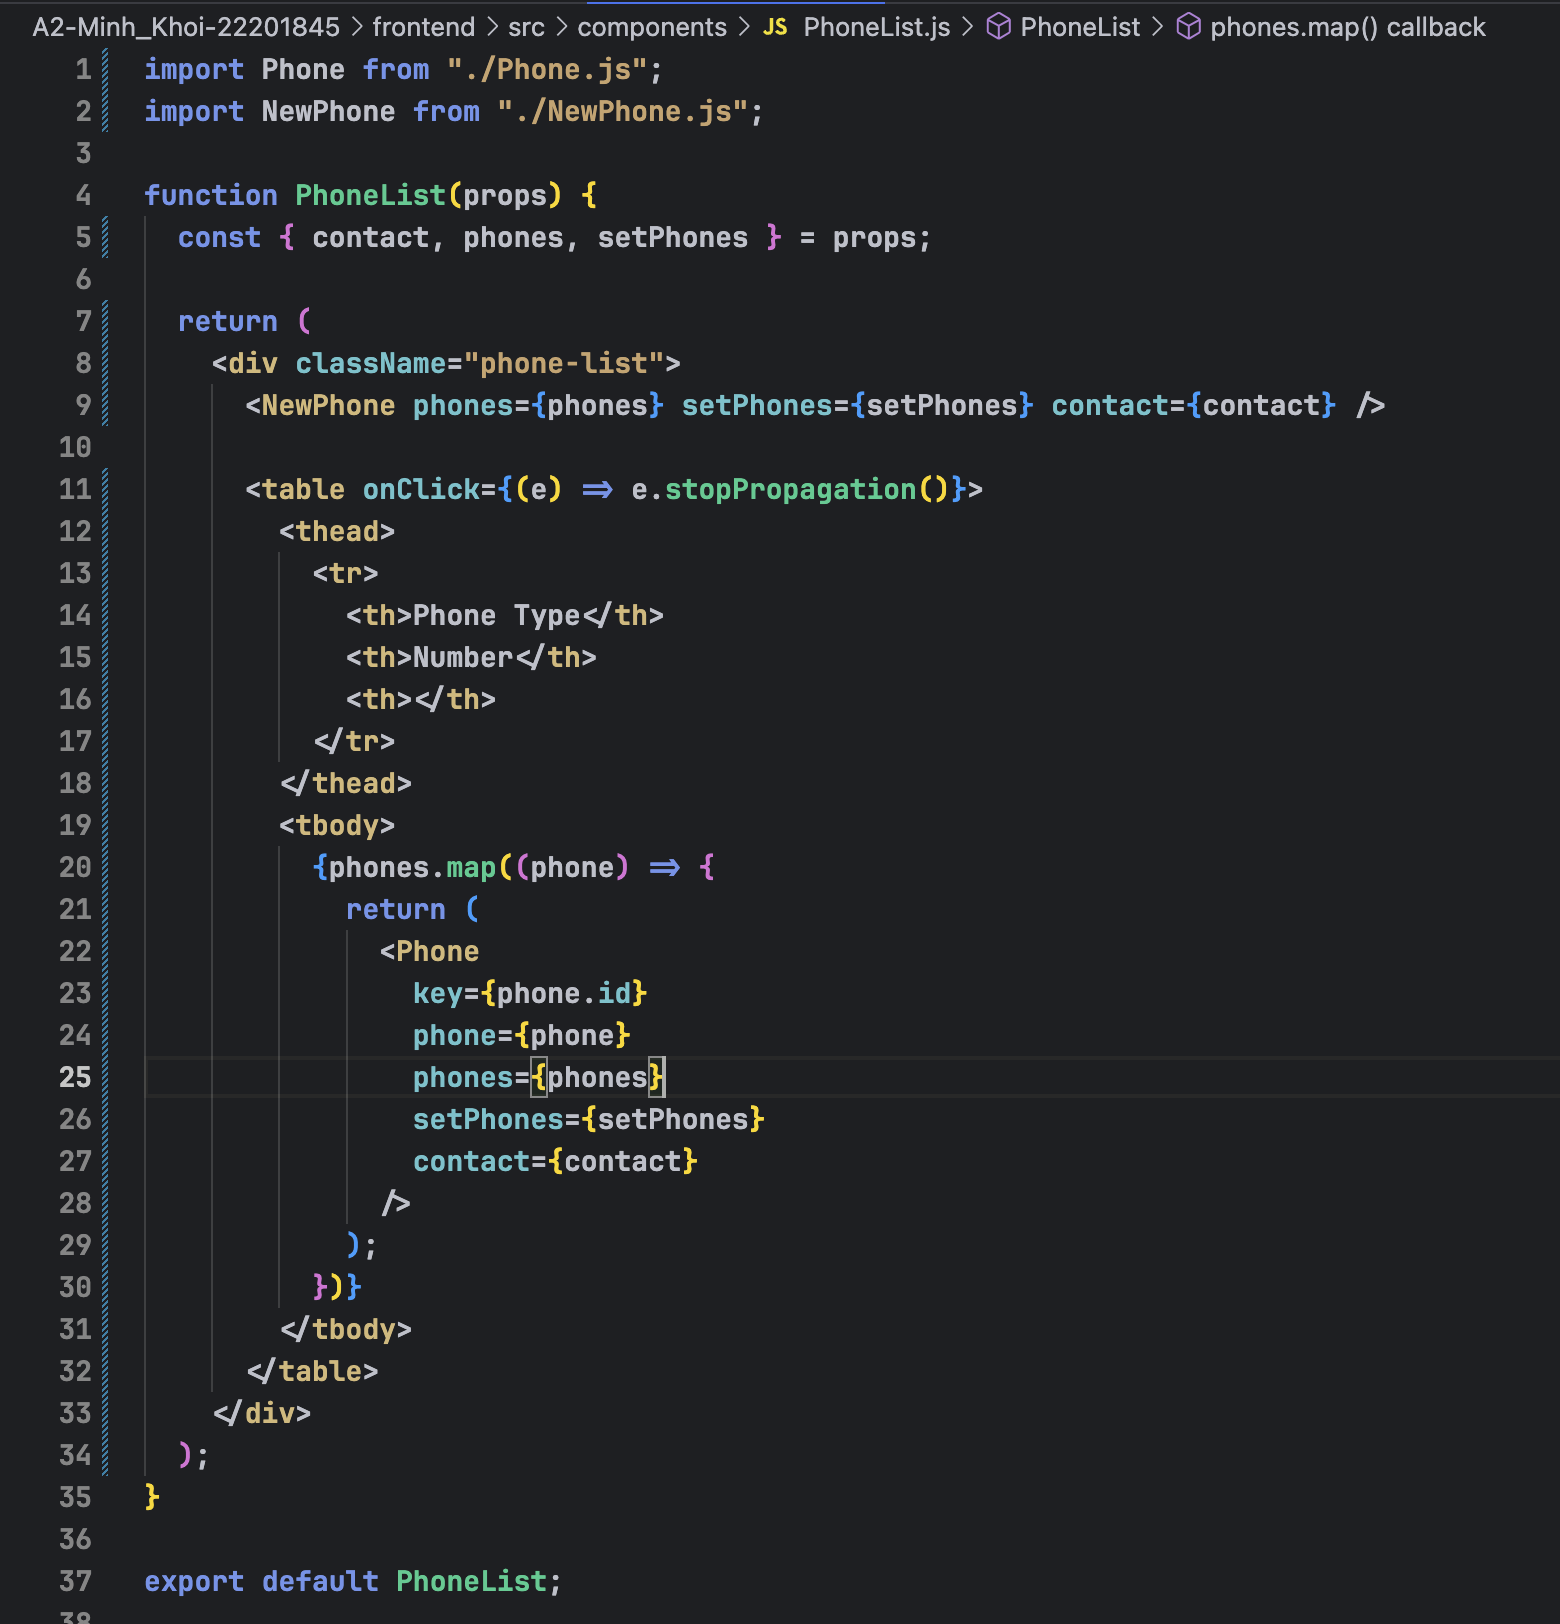 A2-Minh_Khoi-22201845 > frontend > src > components > JS PhoneList.js > PhoneList > phones.map() callback
1 import Phone from "./Phone.js";
2 import NewPhone from "./NewPhone.js";
3
4 function PhoneList(props) {
5   const { contact, phones, setPhones } = props;
6
7   return (
8     <div className="phone-list">
9       <NewPhone phones={phones} setPhones={setPhones} contact={contact} />
10
11       <table onClick={(e) => e.stopPropagation()}>
12         <thead>
13           <tr>
14             <th>Phone Type</th>
15             <th>Number</th>
16             <th></th>
17           </tr>
18         </thead>
19         <tbody>
20           {phones.map((phone) => {
21             return (
22               <Phone
23                 key={phone.id}
24                 phone={phone}
25                 phones={phones}
26                 setPhones={setPhones}
27                 contact={contact}
28               />
29             );
30           })}
31         </tbody>
32       </table>
33     </div>
34   );
35 }
36
37 export default PhoneList;
38